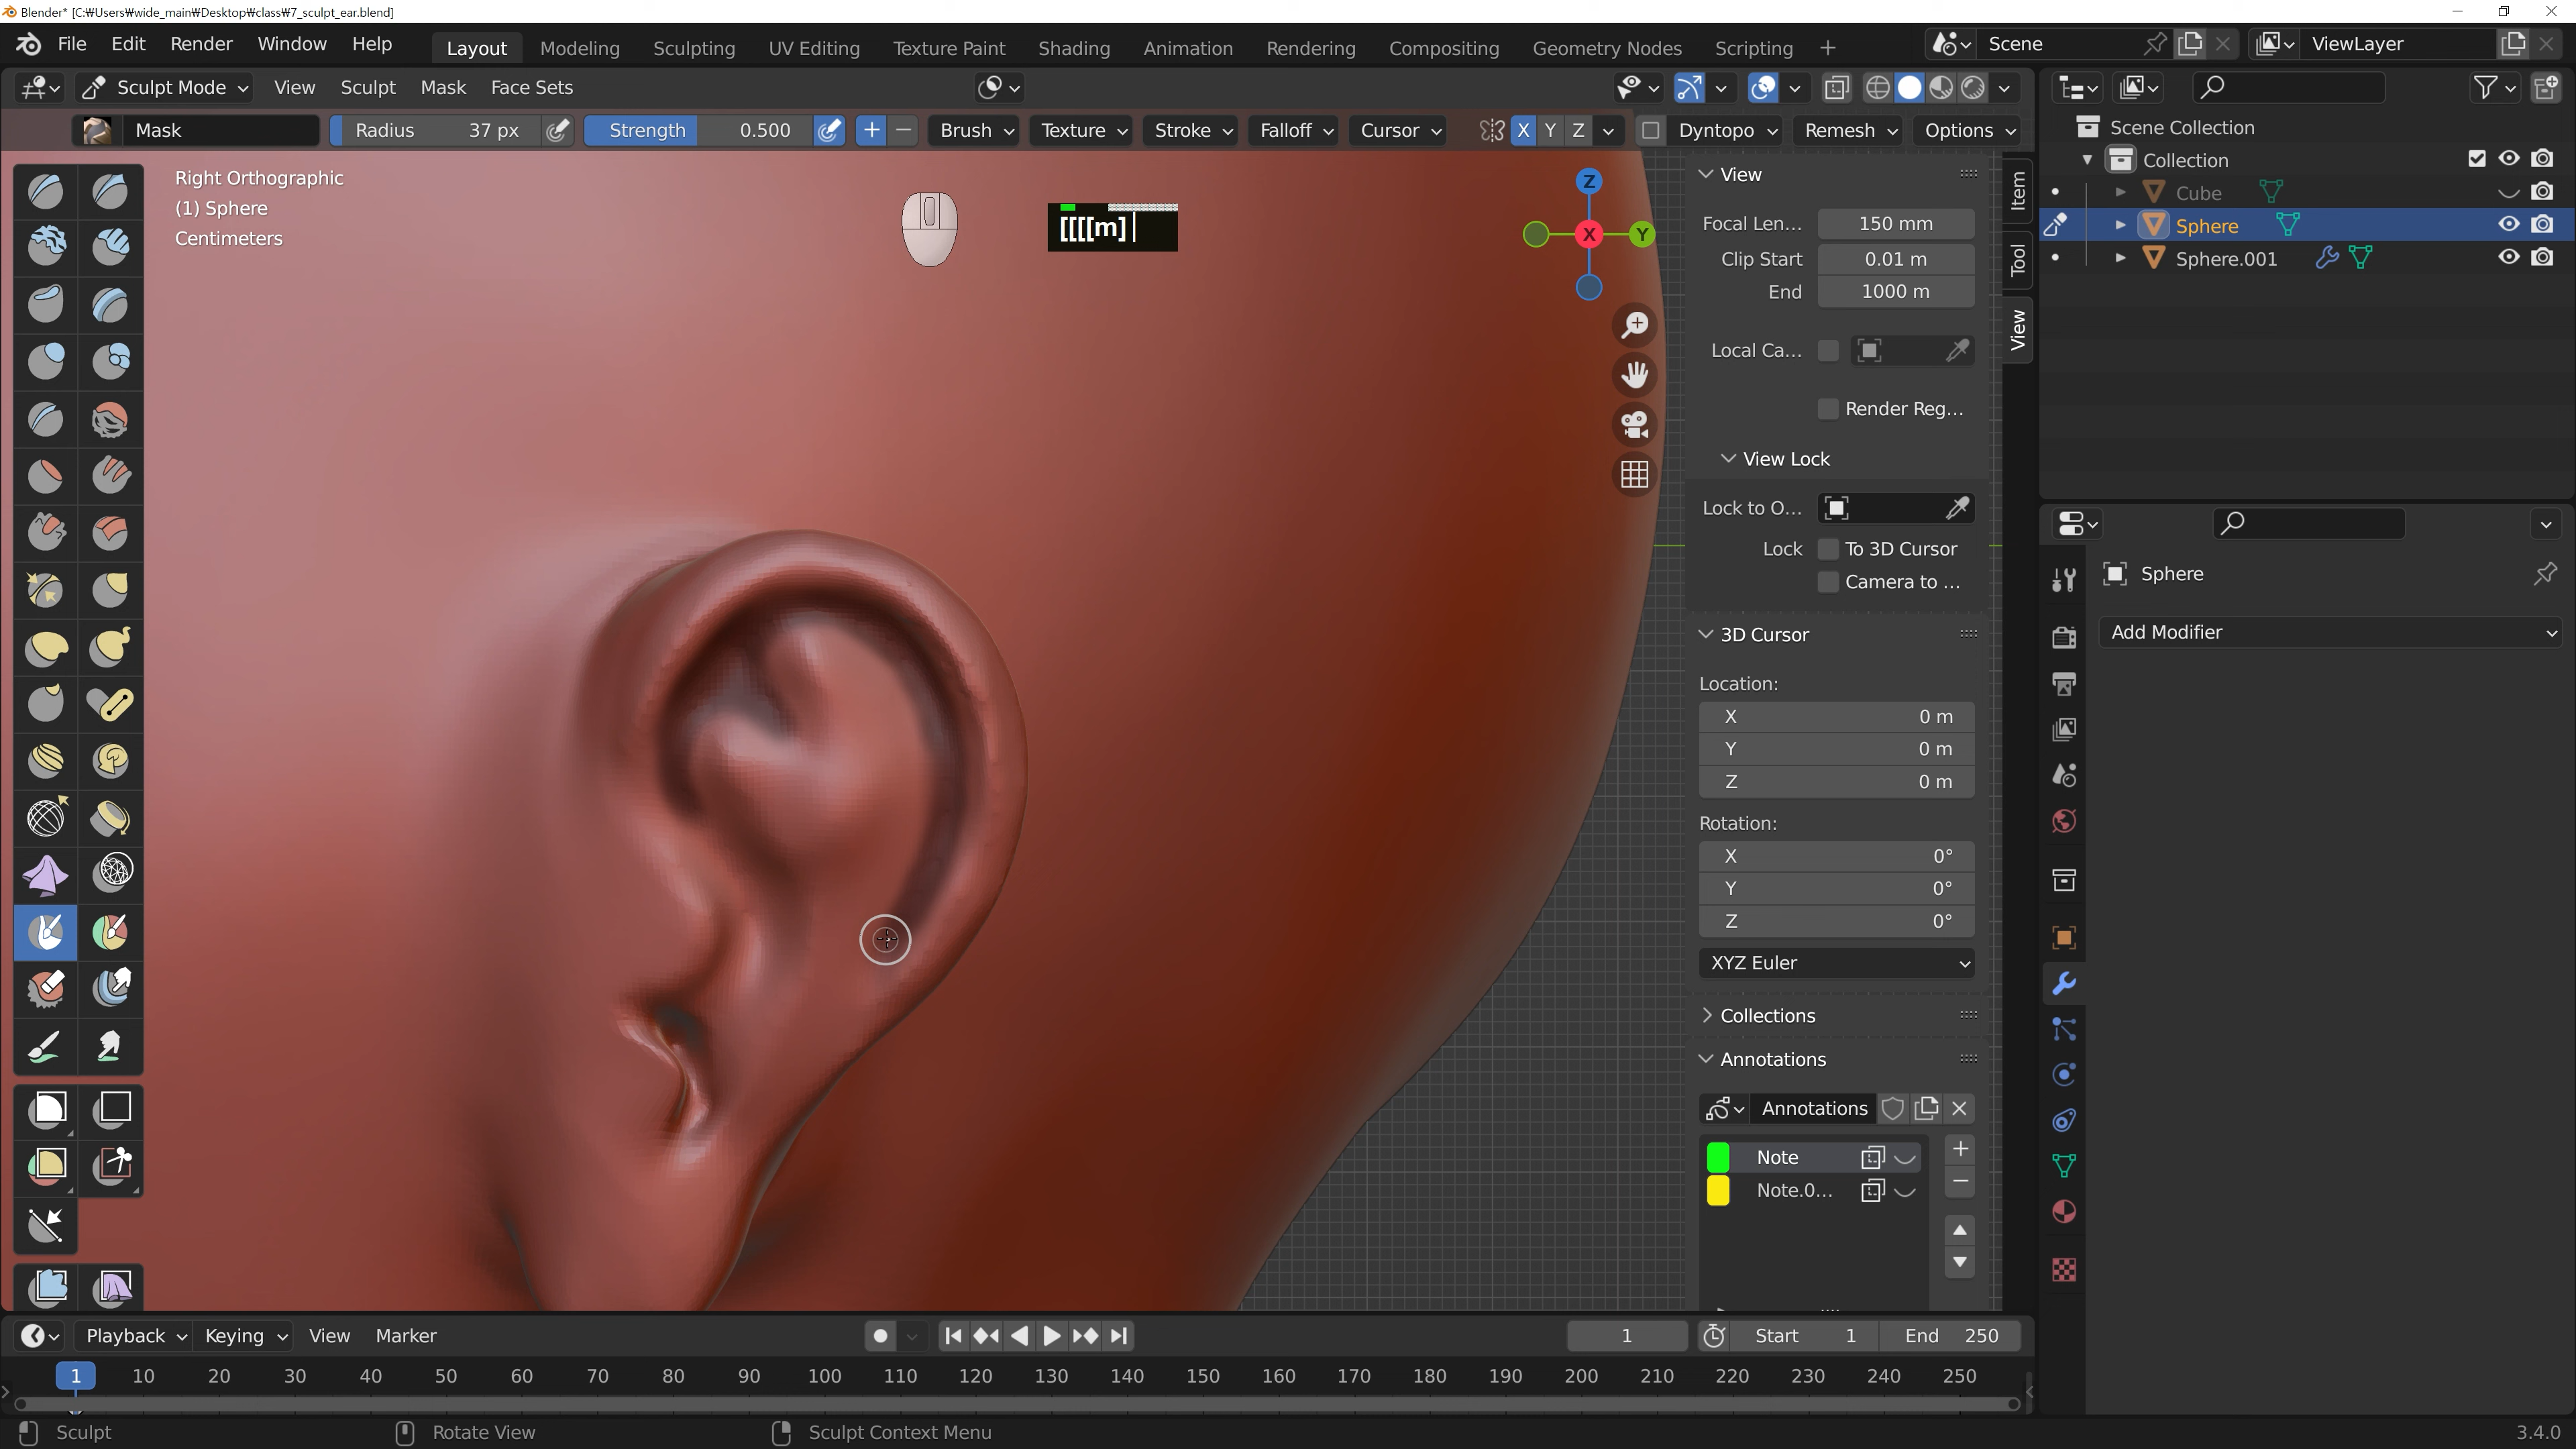 Blender* [C:₩Users₩wide_main₩Desktop₩class₩7_sculpt_ear.blend]
File Edit Render Window Help Layout Modeling Sculpting UV Editing Texture Paint Shading Animation Rendering Compositing Geometry Nodes Scripting + Scene ViewLayer
Sculpt Mode View Sculpt Mask Face Sets
Mask Radius 37 px Strength 0.500 + − Brush Texture Stroke Falloff Cursor X Y Z Dyntopo Remesh Options
Right Orthographic
(1) Sphere
Centimeters
[[[[m]
Z
X
Y
View
Focal Len... 150 mm
Clip Start 0.01 m
End 1000 m
Local Ca...
Render Reg...
View Lock
Lock to O...
Lock To 3D Cursor
Camera to ...
3D Cursor
Location:
X 0 m
Y 0 m
Z 0 m
Rotation:
X 0°
Y 0°
Z 0°
XYZ Euler
Collections
Annotations
Annotations
Note
Note.0...
Item
Tool
View
Scene Collection
Collection
Cube
Sphere
Sphere.001
Sphere
Add Modifier
Playback Keying View Marker 1 Start 1 End 250
1 10 20 30 40 50 60 70 80 90 100 110 120 130 140 150 160 170 180 190 200 210 220 230 240 250
Sculpt Rotate View Sculpt Context Menu 3.4.0